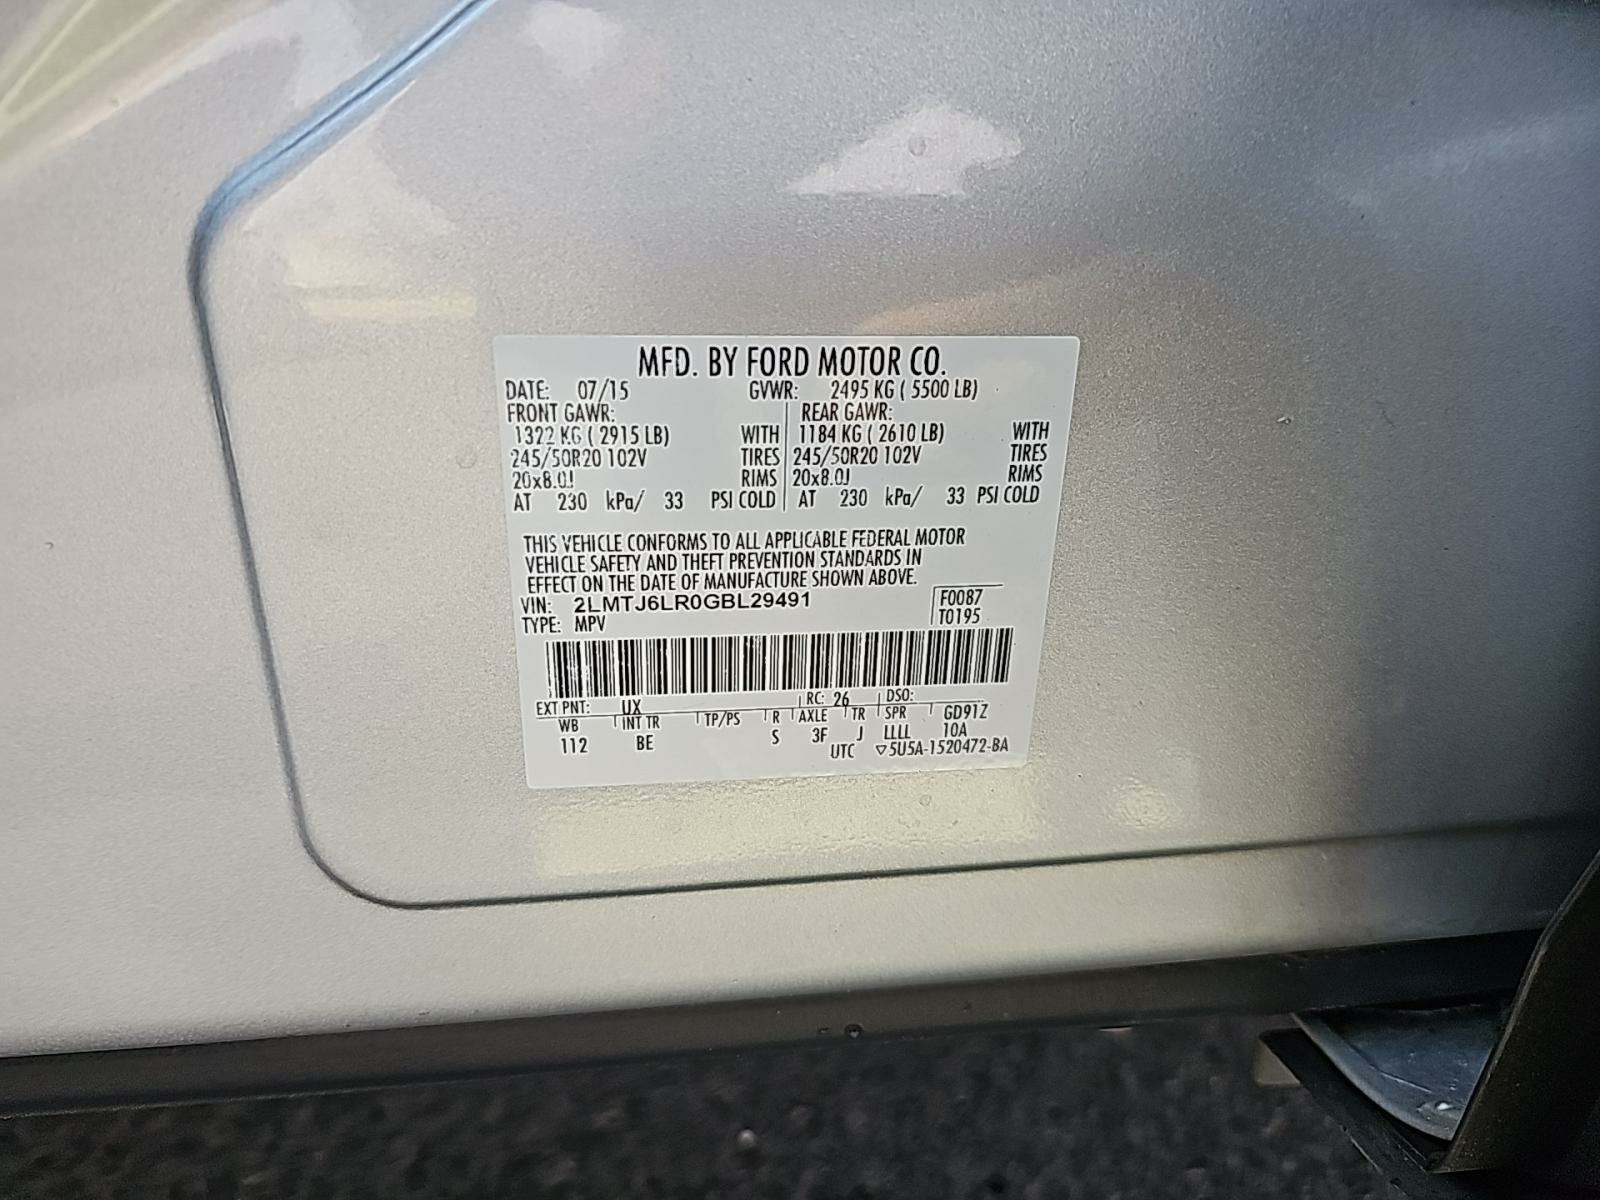 MFD. BY FORD MOTOR CO.
DATE: 07/15 GVWR: 2495 KG ( 5500 LB)
FRONT GAWR: REAR GAWR:
1322 KG ( 2915 LB) WITH 1184 KG ( 2610 LB) WITH
245/50R20 102V TIRES 245/50R20 102V TIRES
20x8.0J RIMS 20x8.0J RIMS
AT 230 kPa/ 33 PSI COLD AT 230 kPa/ 33 PSI COLD
THIS VEHICLE CONFORMS TO ALL APPLICABLE FEDERAL MOTOR
VEHICLE SAFETY AND THEFT PREVENTION STANDARDS IN
EFFECT ON THE DATE OF MANUFACTURE SHOWN ABOVE.
VIN: 2LMTJ6LR0GBL29491 F0087
TYPE: MPV T0195
EXT PNT: UX RC: 26 DSO:
WB INT TR TP/PS R AXLE TR SPR GD91Z
112 BE S 3F J LLLL 10A
UTC ▽5U5A-1520472-BA